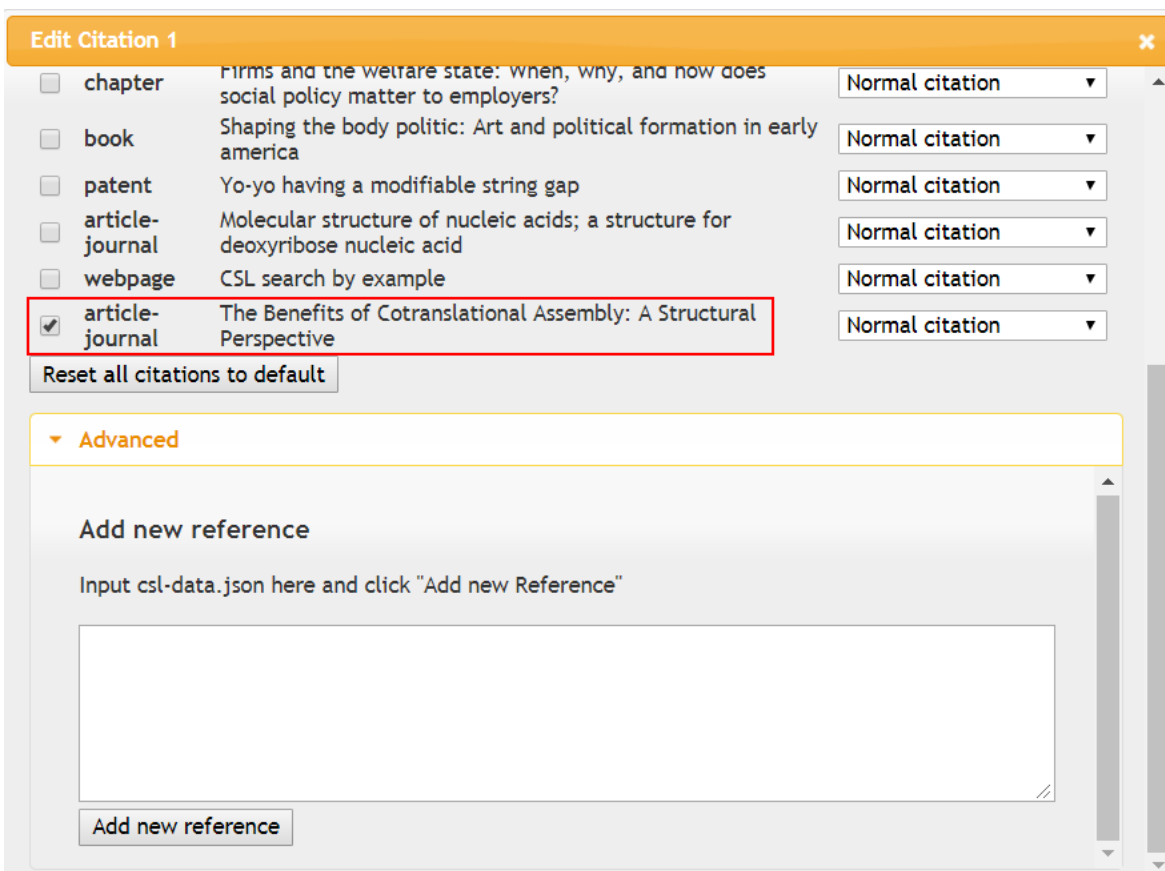 Edit Citation 1
chapter
Firms and the welfare state: When, why, and how does
social policy matter to employers?
Normal citation
book
Shaping the body politic: Art and political formation in early
america
Normal citation
patent
Yo-yo having a modifiable string gap
Normal citation
article-
journal
Molecular structure of nucleic acids; a structure for
deoxyribose nucleic acid
Normal citation
webpage
CSL search by example
Normal citation
article-
journal
The Benefits of Cotranslational Assembly: A Structural
Perspective
Normal citation
Reset all citations to default
Advanced
Add new reference
Input csl-data.json here and click "Add new Reference"
Add new reference